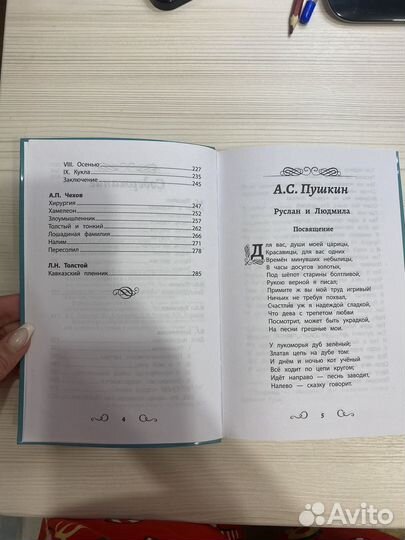 VIII. Осенью 227
IX. Кукла 235
Заключение 245
А.П. Чехов
Хирургия 247
Хамелеон 252
Злоумышленник 257
Толстый и тонкий 262
Лошадиная фамилия 266
Налим 271
Пересолил 278
Л.Н. Толстой
Кавказский пленник 285
4
А.С. Пушкин
Руслан и Людмила
Посвящение
Для вас, души моей царицы,
Красавицы, для вас одних
Времён минувших небылицы,
В часы досугов золотых,
Под шёпот старины болтливой,
Рукою верной я писал;
Примите ж вы мой труд игривый!
Ничьих не требуя похвал,
Счастлив уж я надеждой сладкой,
Что дева с трепетом любви
Посмотрит, может быть украдкой,
На песни грешные мои.
У лукоморья дуб зелёный;
Златая цепь на дубе том:
И днём и ночью кот учёный
Всё ходит по цепи кругом;
Идёт направо — песнь заводит,
Налево — сказку говорит.
5
Avito